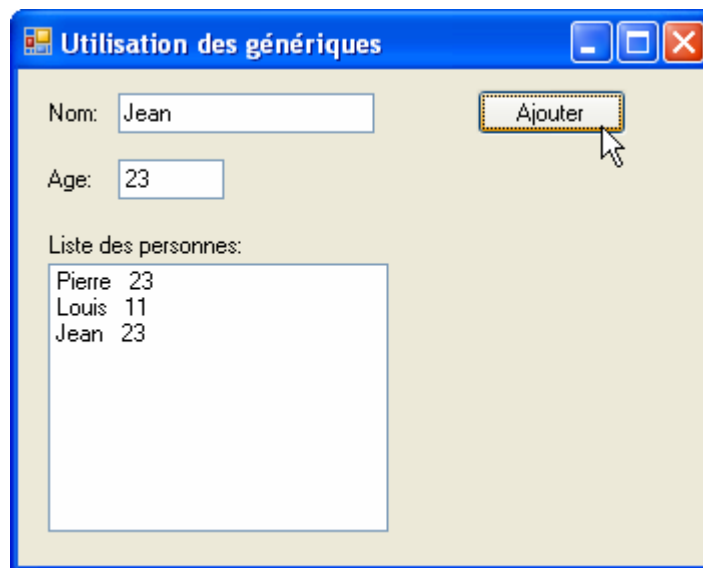 Utilisation des génériques
Nom: Jean Ajouter
Age: 23
Liste des personnes:
Pierre 23
Louis 11
Jean 23